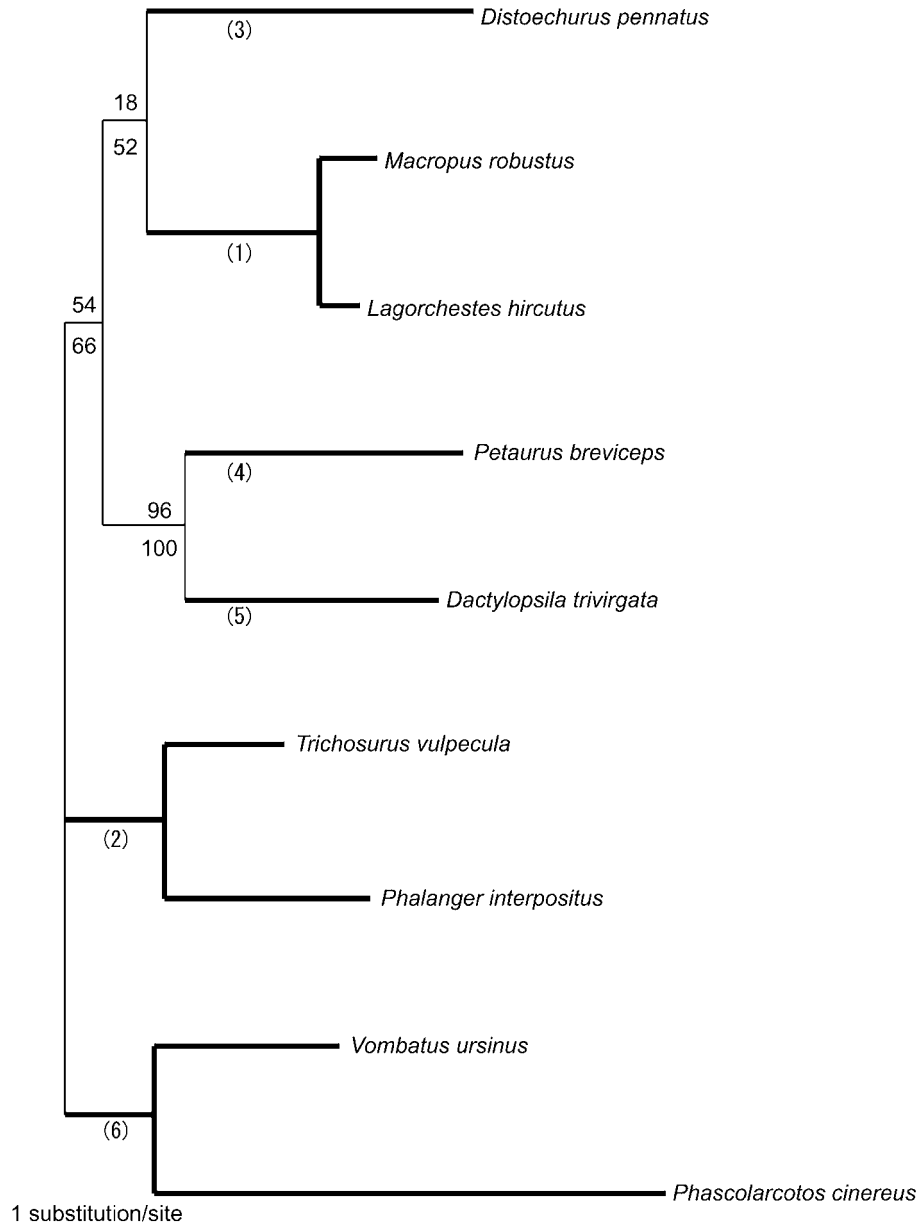 Distoechurus pennatus
(3)
18
52
Macropus robustus
(1)
Lagorchestes hircutus
54
66
Petaurus breviceps
(4)
96
100
Dactylopsila trivirgata
(5)
Trichosurus vulpecula
(2)
Phalanger interpositus
Vombatus ursinus
(6)
Phascolarcotos cinereus
1 substitution/site